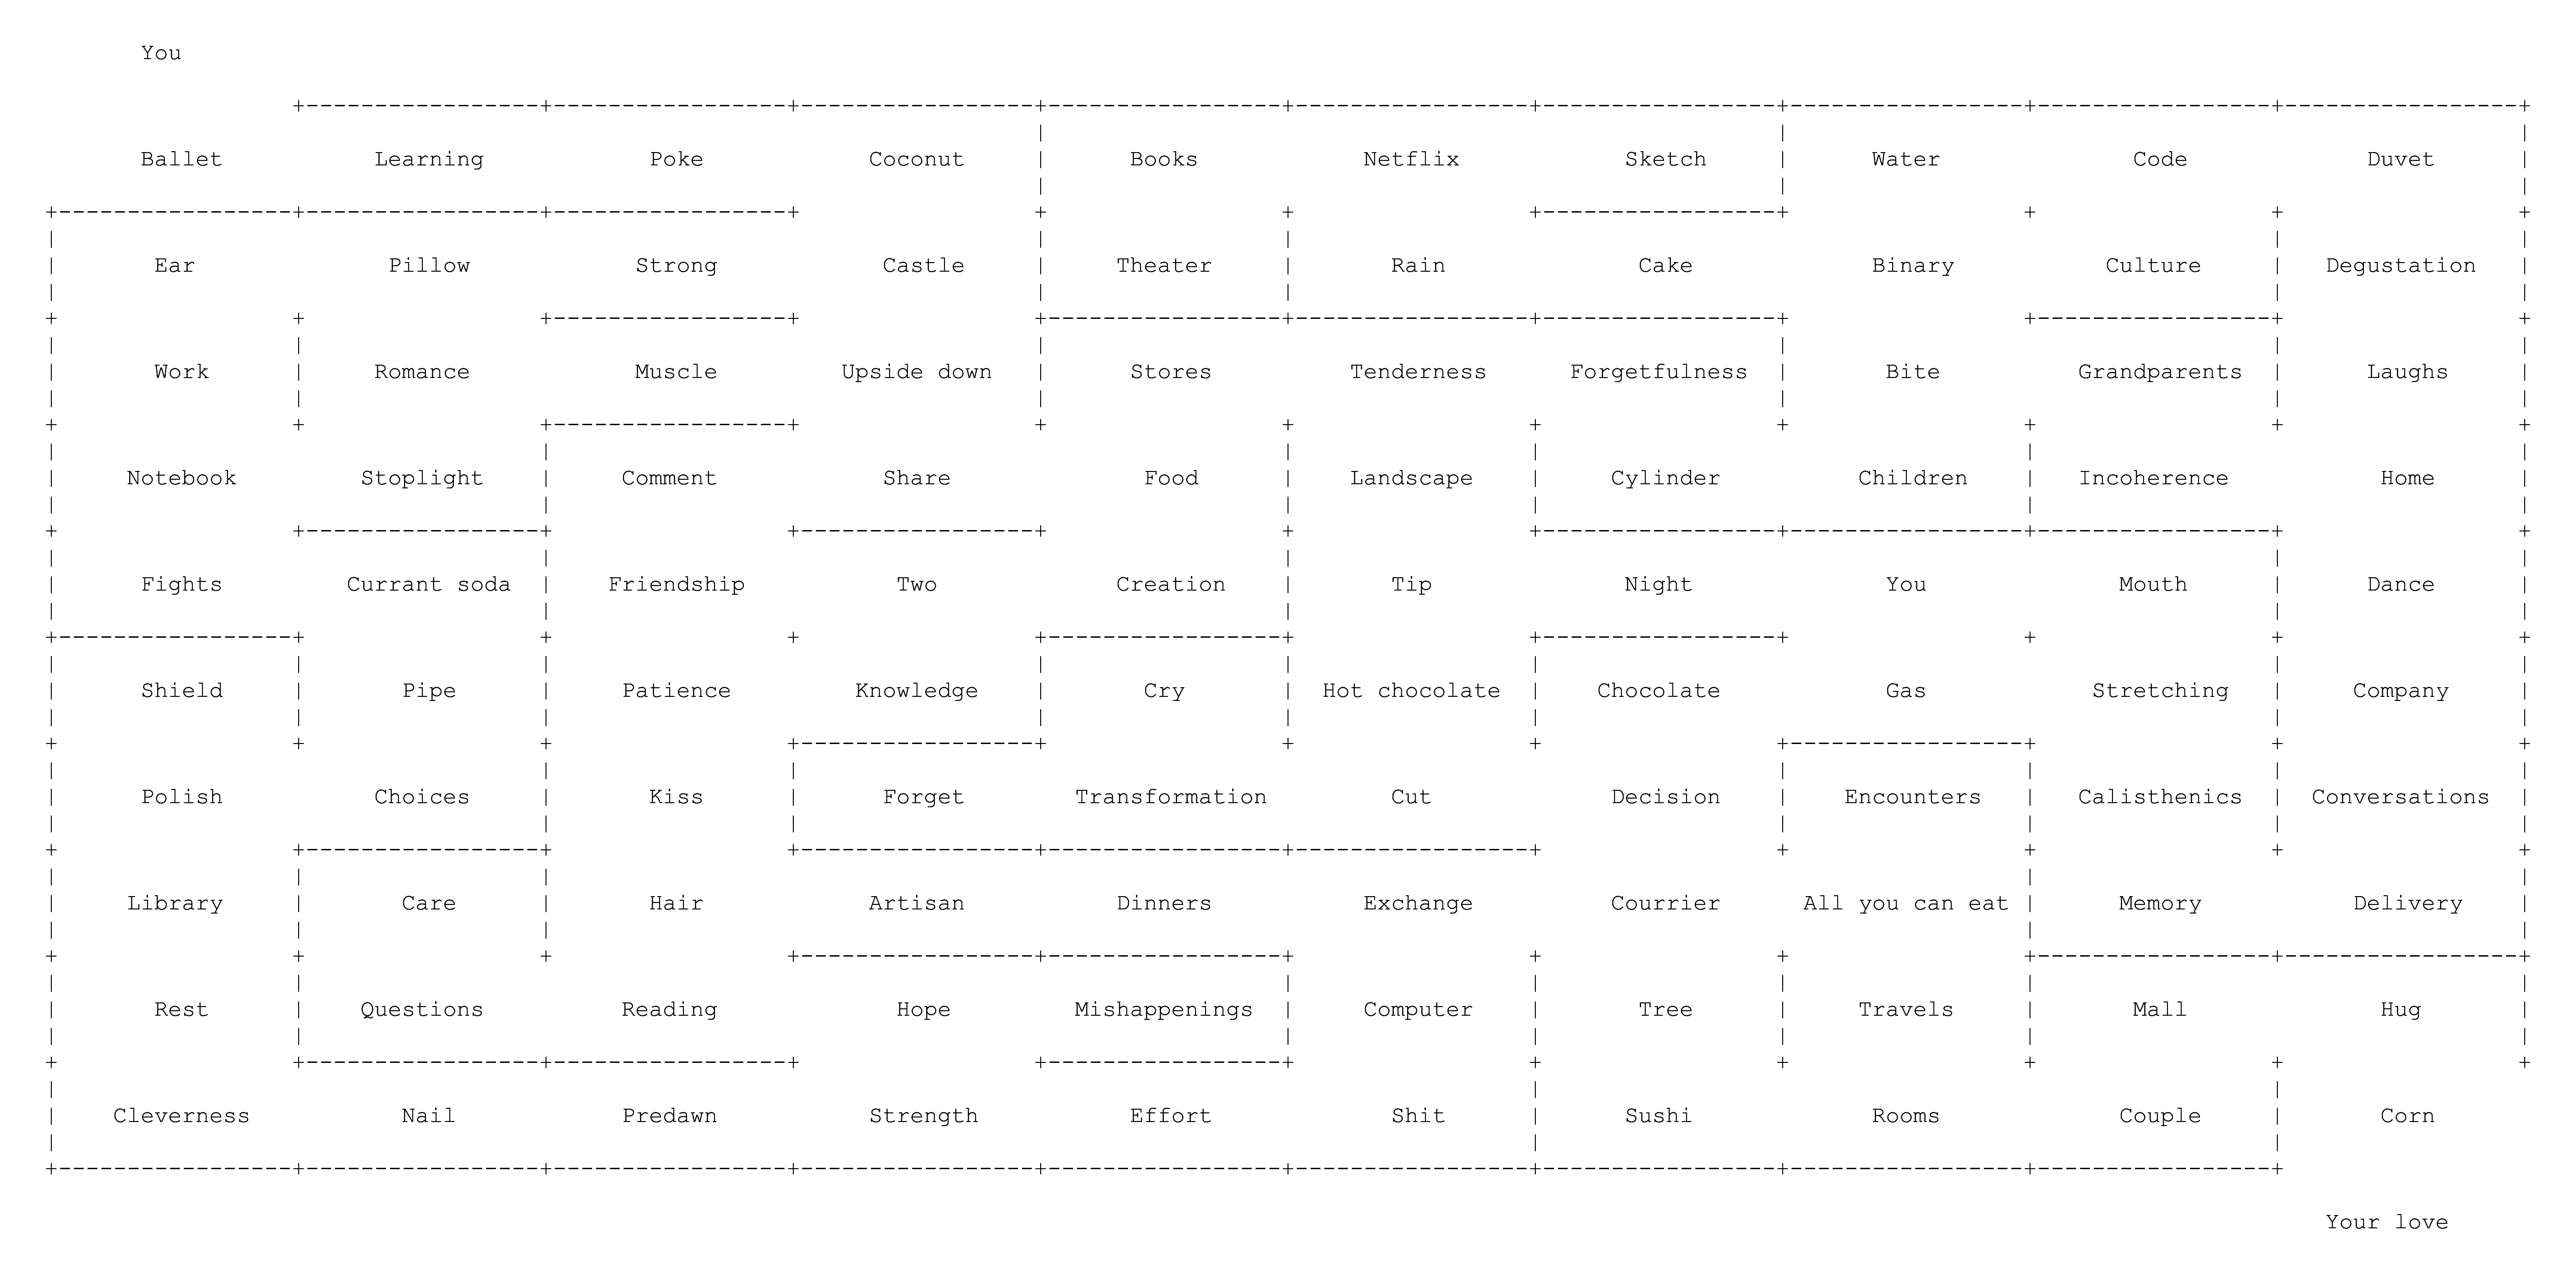 You
Ballet Learning Poke Coconut Books Netflix Sketch Water Code Duvet
Ear Pillow Strong Castle Theater Rain Cake Binary Culture Degustation
Work Romance Muscle Upside down Stores Tenderness Forgetfulness Bite Grandparents Laughs
Notebook Stoplight Comment Share Food Landscape Cylinder Children Incoherence Home
Fights Currant soda Friendship Two Creation Tip Night You Mouth Dance
Shield Pipe Patience Knowledge Cry Hot chocolate Chocolate Gas Stretching Company
Polish Choices Kiss Forget Transformation Cut Decision Encounters Calisthenics Conversations
Library Care Hair Artisan Dinners Exchange Courrier All you can eat Memory Delivery
Rest Questions Reading Hope Mishappenings Computer Tree Travels Mall Hug
Cleverness Nail Predawn Strength Effort Shit Sushi Rooms Couple Corn
Your love